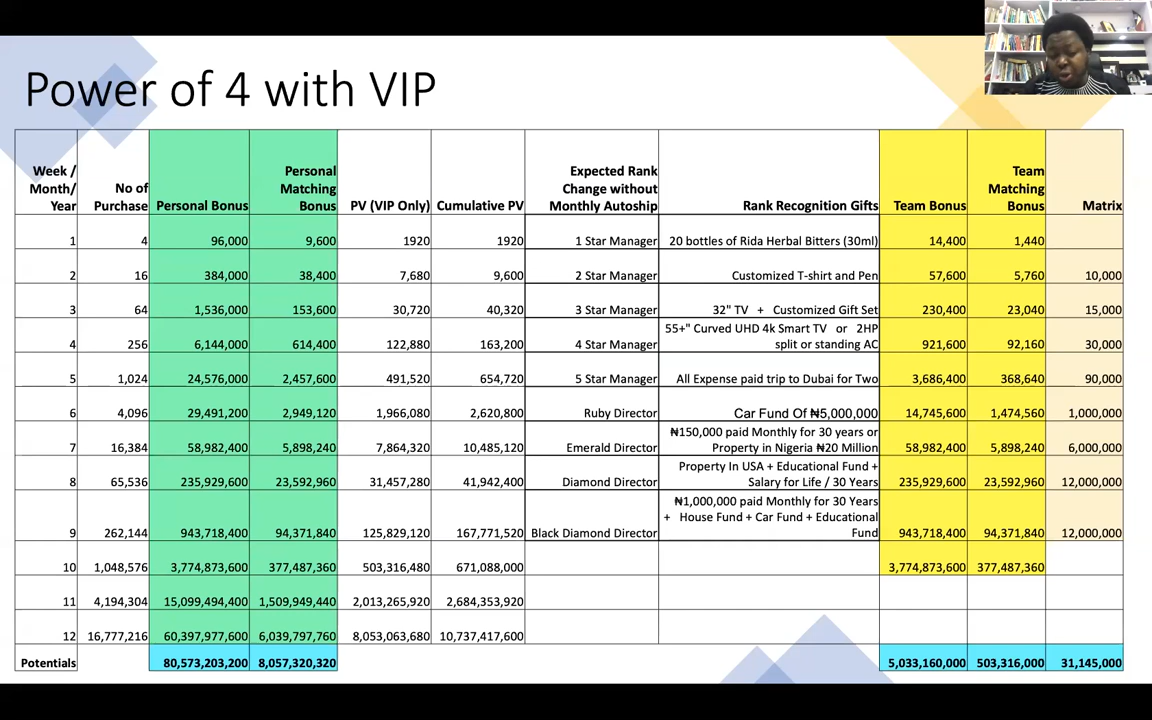 Power of 4 with VIP
Week / Month/ Year No of Purchase Personal Bonus Personal Matching Bonus PV (VIP Only) Cumulative PV Expected Rank Change without Monthly Autoship Rank Recognition Gifts Team Bonus Team Matching Bonus Matrix
1 4 96,000 9,600 1920 1920 1 Star Manager 20 bottles of Rida Herbal Bitters (30ml) 14,400 1,440
2 16 384,000 38,400 7,680 9,600 2 Star Manager Customized T-shirt and Pen 57,600 5,760 10,000
3 64 1,536,000 153,600 30,720 40,320 3 Star Manager 32" TV + Customized Gift Set 230,400 23,040 15,000
4 256 6,144,000 614,400 122,880 163,200 4 Star Manager 55+" Curved UHD 4k Smart TV or 2HP split or standing AC 921,600 92,160 30,000
5 1,024 24,576,000 2,457,600 491,520 654,720 5 Star Manager All Expense paid trip to Dubai for Two 3,686,400 368,640 90,000
6 4,096 29,491,200 2,949,120 1,966,080 2,620,800 Ruby Director Car Fund Of ₦5,000,000 14,745,600 1,474,560 1,000,000
7 16,384 58,982,400 5,898,240 7,864,320 10,485,120 Emerald Director ₦150,000 paid Monthly for 30 years or Property in Nigeria ₦20 Million 58,982,400 5,898,240 6,000,000
8 65,536 235,929,600 23,592,960 31,457,280 41,942,400 Diamond Director Property In USA + Educational Fund + Salary for Life / 30 Years 235,929,600 23,592,960 12,000,000
9 262,144 943,718,400 94,371,840 125,829,120 167,771,520 Black Diamond Director ₦1,000,000 paid Monthly for 30 Years + House Fund + Car Fund + Educational Fund 943,718,400 94,371,840 12,000,000
10 1,048,576 3,774,873,600 377,487,360 503,316,480 671,088,000 3,774,873,600 377,487,360
11 4,194,304 15,099,494,400 1,509,949,440 2,013,265,920 2,684,353,920
12 16,777,216 60,397,977,600 6,039,797,760 8,053,063,680 10,737,417,600
Potentials 80,573,203,200 8,057,320,320 5,033,160,000 503,316,000 31,145,000